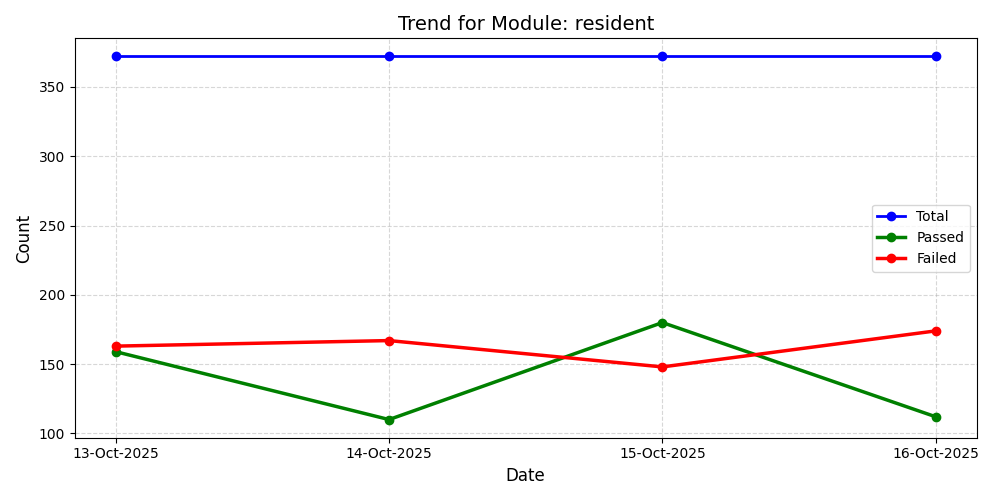 Trend for Module: resident
Count
350
300
250
200
150
100
Total
Passed
Failed
13-Oct-2025
14-Oct-2025
15-Oct-2025
16-Oct-2025
Date